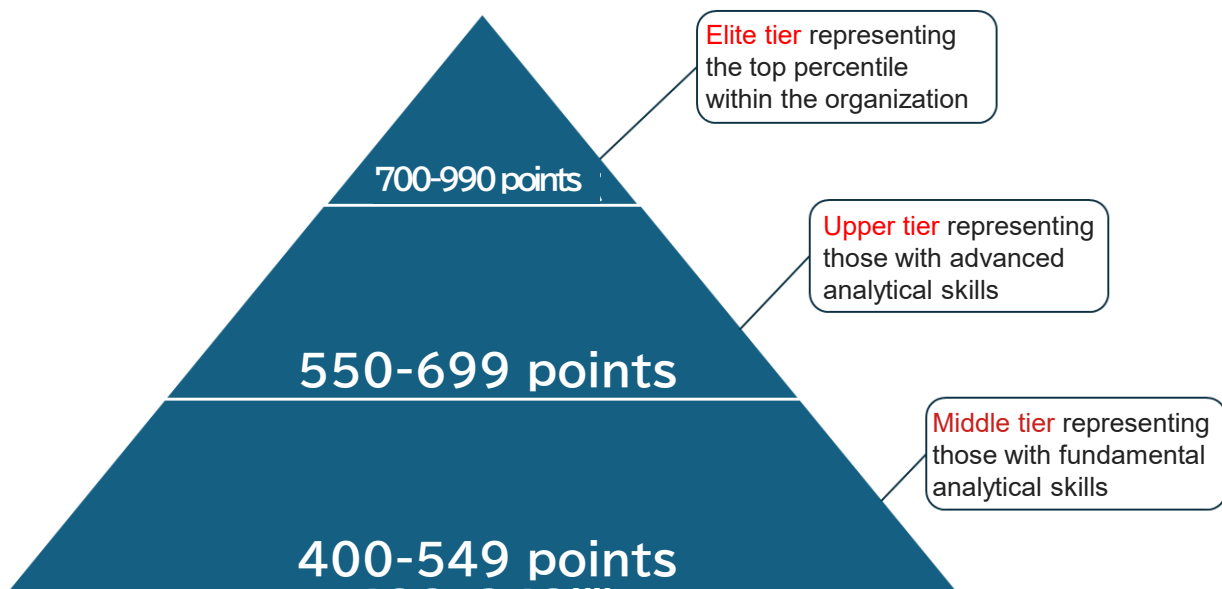 Elite tier representing
the top percentile
within the organization
700-990 points
Upper tier representing
those with advanced
analytical skills
550-699 points
Middle tier representing
those with fundamental
analytical skills
400-549 points